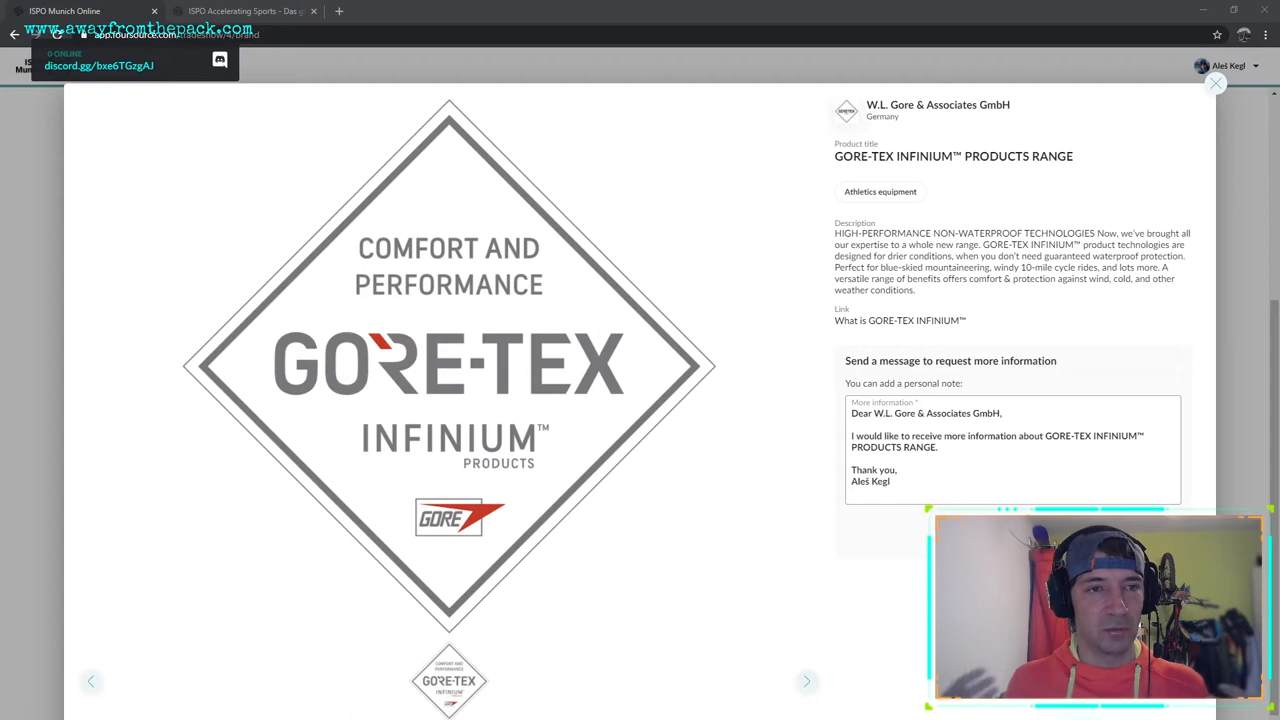 ISPO Munich Online
ISPO Accelerating Sports - Das g
www.awayfromthepack.com
0 ONLINE
discord.gg/bxe6TGzgAJ
Aleš Kegl
COMFORT AND
PERFORMANCE
GORE-TEX
INFINIUM™
PRODUCTS
GORE
COMFORT AND
PERFORMANCE
GORE-TEX
INFINIUM
W.L. Gore & Associates GmbH
Germany
Product title
GORE-TEX INFINIUM™ PRODUCTS RANGE
Athletics equipment
Description
HIGH-PERFORMANCE NON-WATERPROOF TECHNOLOGIES Now, we've brought all
our expertise to a whole new range. GORE-TEX INFINIUM™ product technologies are
designed for drier conditions, when you don't need guaranteed waterproof protection.
Perfect for blue-skied mountaineering, windy 10-mile cycle rides, and lots more. A
versatile range of benefits offers comfort & protection against wind, cold, and other
weather conditions.
Link
What is GORE-TEX INFINIUM™
Send a message to request more information
You can add a personal note:
More information *
Dear W.L. Gore & Associates GmbH,
I would like to receive more information about GORE-TEX INFINIUM™
PRODUCTS RANGE.
Thank you,
Aleš Kegl